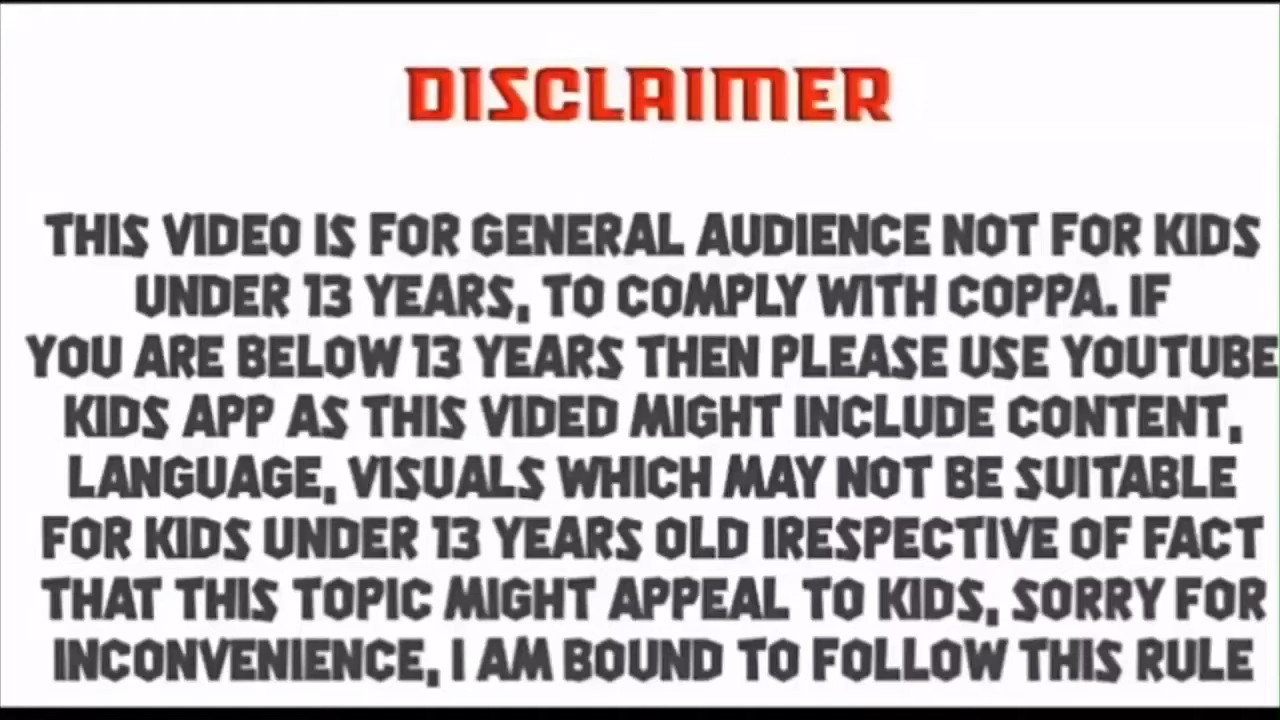 DISCLAIMER
THIS VIDEO IS FOR GENERAL AUDIENCE NOT FOR KIDS
UNDER 13 YEARS, TO COMPLY WITH COPPA. IF
YOU ARE BELOW 13 YEARS THEN PLEASE USE YOUTUBE
KIDS APP AS THIS VIDEO MIGHT INCLUDE CONTENT,
LANGUAGE, VISUALS WHICH MAY NOT BE SUITABLE
FOR KIDS UNDER 13 YEARS OLD IRESPECTIVE OF FACT
THAT THIS TOPIC MIGHT APPEAL TO KIDS, SORRY FOR
INCONVENIENCE, I AM BOUND TO FOLLOW THIS RULE